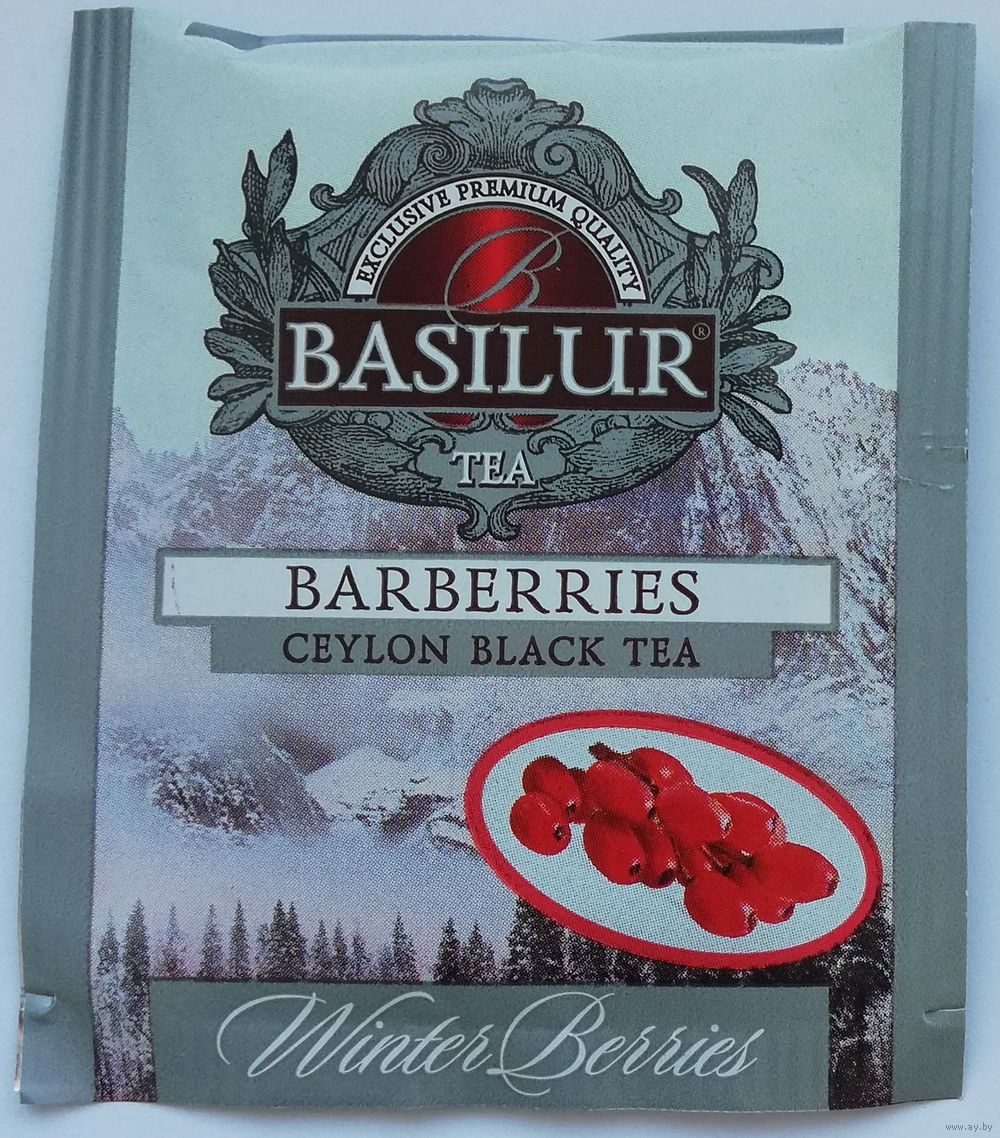 EXCLUSIVE PREMIUM QUALITY
B
BASILUR®
TEA
BARBERRIES
CEYLON BLACK TEA
Winter Berries
www.ay.by